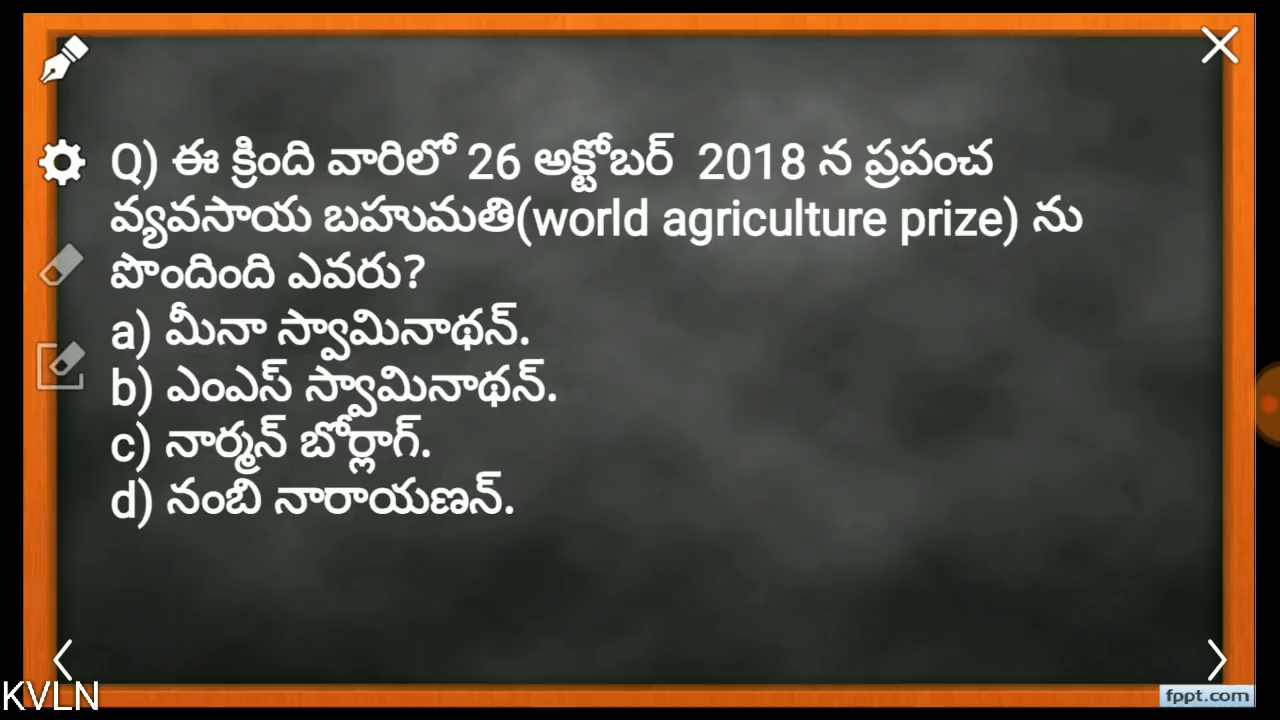 Q) ఈ క్రింది వారిలో 26 అక్టోబర్ 2018 న ప్రపంచ
వ్యవసాయ బహుమతి(world agriculture prize) ను
పొందింది ఎవరు?
a) మీనా స్వామినాథన్.
b) ఎంఎస్ స్వామినాథన్.
c) నార్మన్ బోర్లాగ్.
d) నంబి నారాయణన్.
KVLN
fppt.com